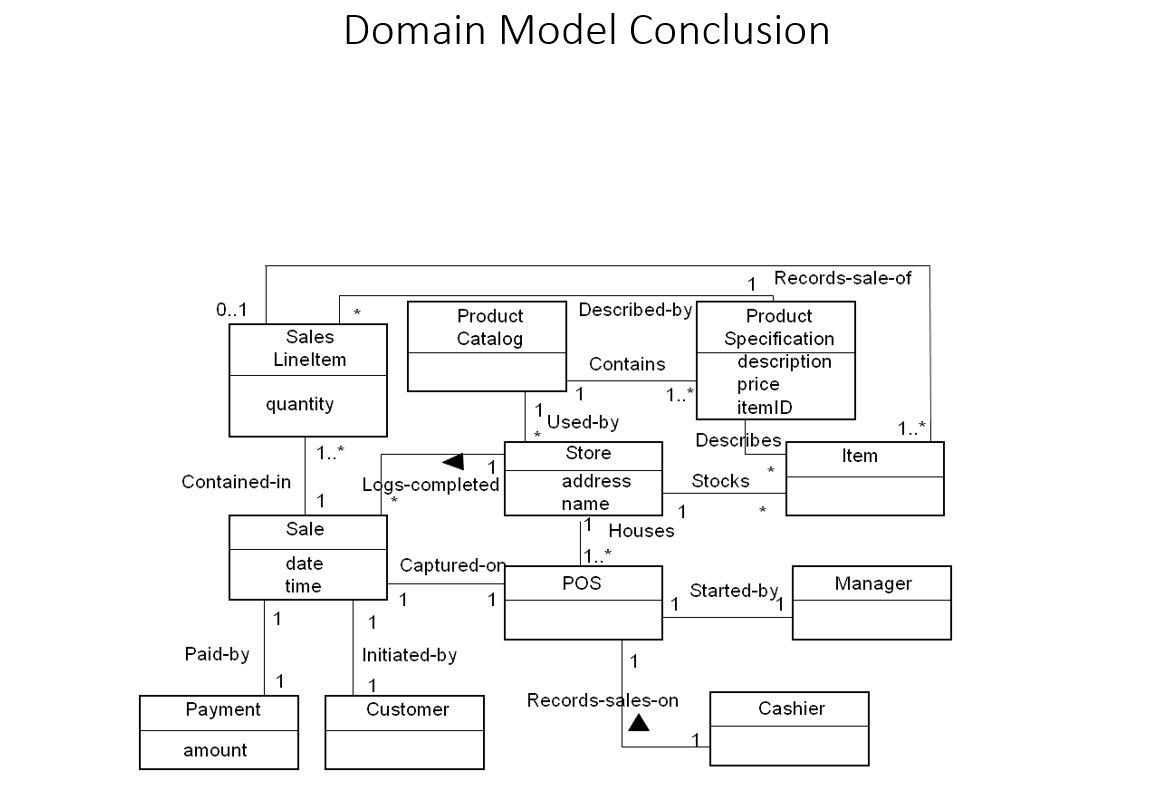 Domain Model Conclusion
Records-sale-of
1
0..1
*
Described-by
Product
Catalog
Product
Specification
description
price
itemID
Sales
LineItem
quantity
Contains
1
1..*
1
Used-by
*
1..*
Describes
*
Item
Store
address
name
1..*
Contained-in
1
1
Logs-completed
*
Stocks
1
*
1
Houses
1..*
Sale
date
time
Captured-on
1
1
POS
Started-by
1
1
Manager
1
Paid-by
1
1
Initiated-by
1
1
Records-sales-on
1
Payment
amount
Customer
Cashier